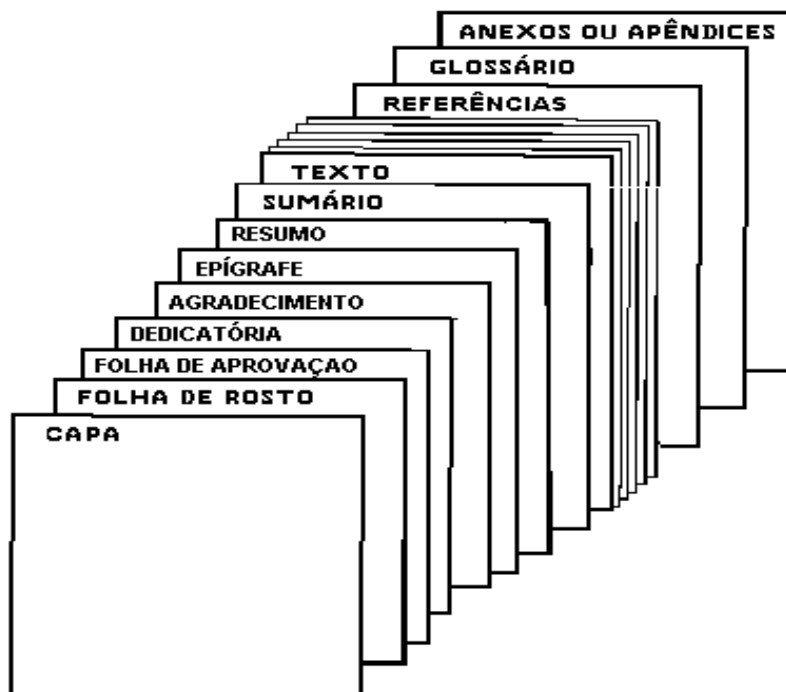 ANEXOS OU APÊNDICES
GLOSSÁRIO
REFERÊNCIAS
TEXTO
SUMÁRIO
RESUMO
EPÍGRAFE
AGRADECIMENTO
DEDICATÓRIA
FOLHA DE APROVAÇAO
FOLHA DE ROSTO
CAPA